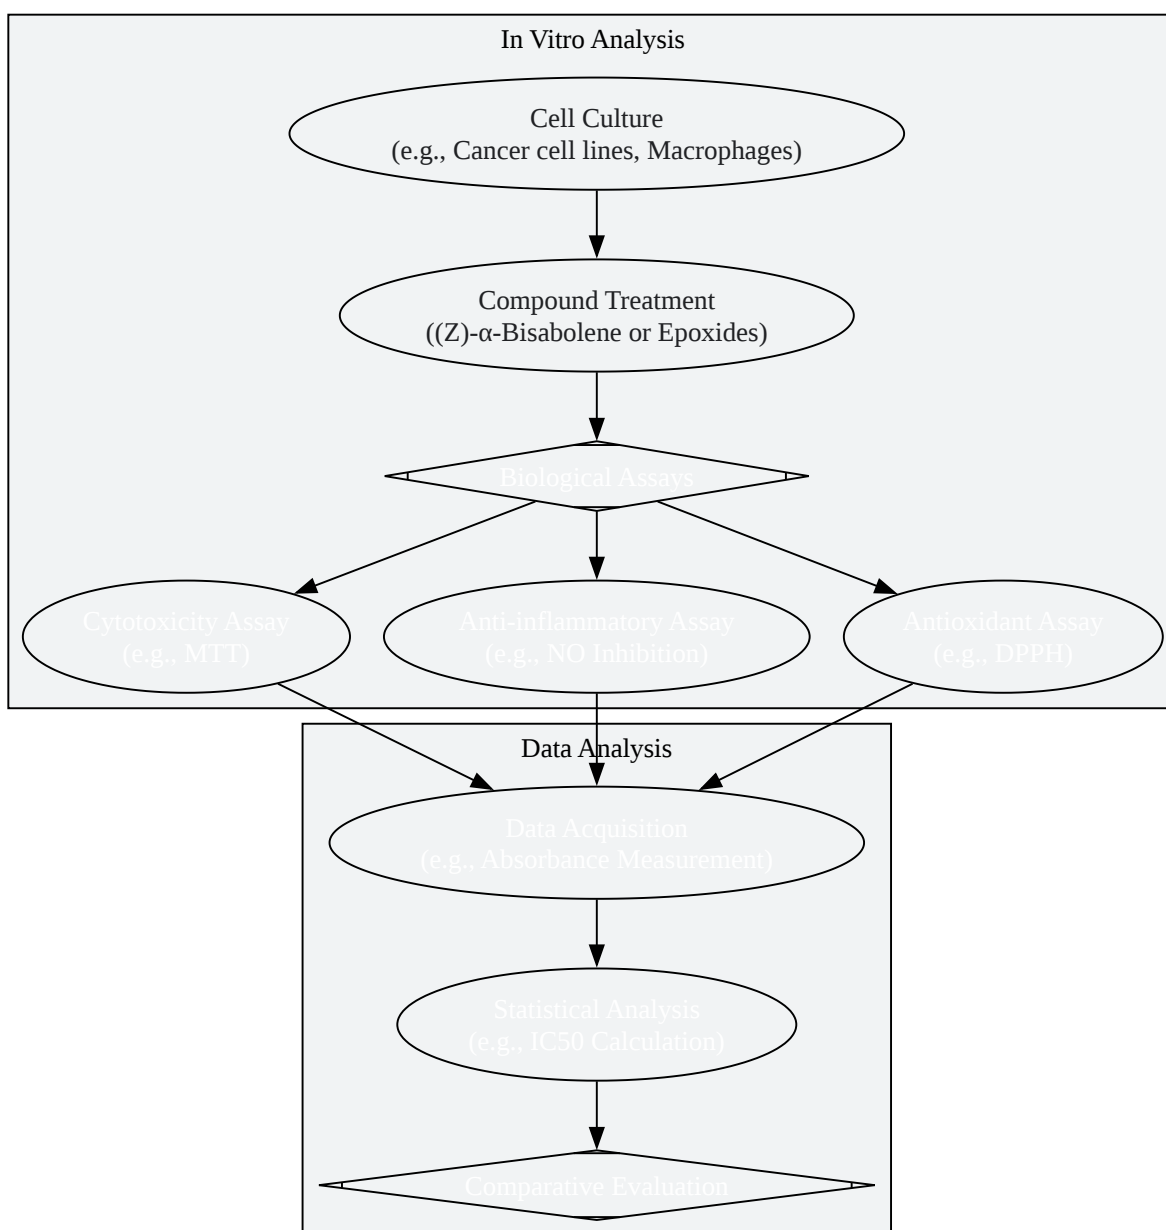 In Vitro Analysis
Cell Culture
(e.g., Cancer cell lines, Macrophages)
Compound Treatment
((Z)-α-Bisabolene or Epoxides)
Biological Assays
Cytotoxicity Assay
(e.g., MTT)
Anti-inflammatory Assay
(e.g., NO Inhibition)
Antioxidant Assay
(e.g., DPPH)
Data Analysis
Data Acquisition
(e.g., Absorbance Measurement)
Statistical Analysis
(e.g., IC50 Calculation)
Comparative Evaluation